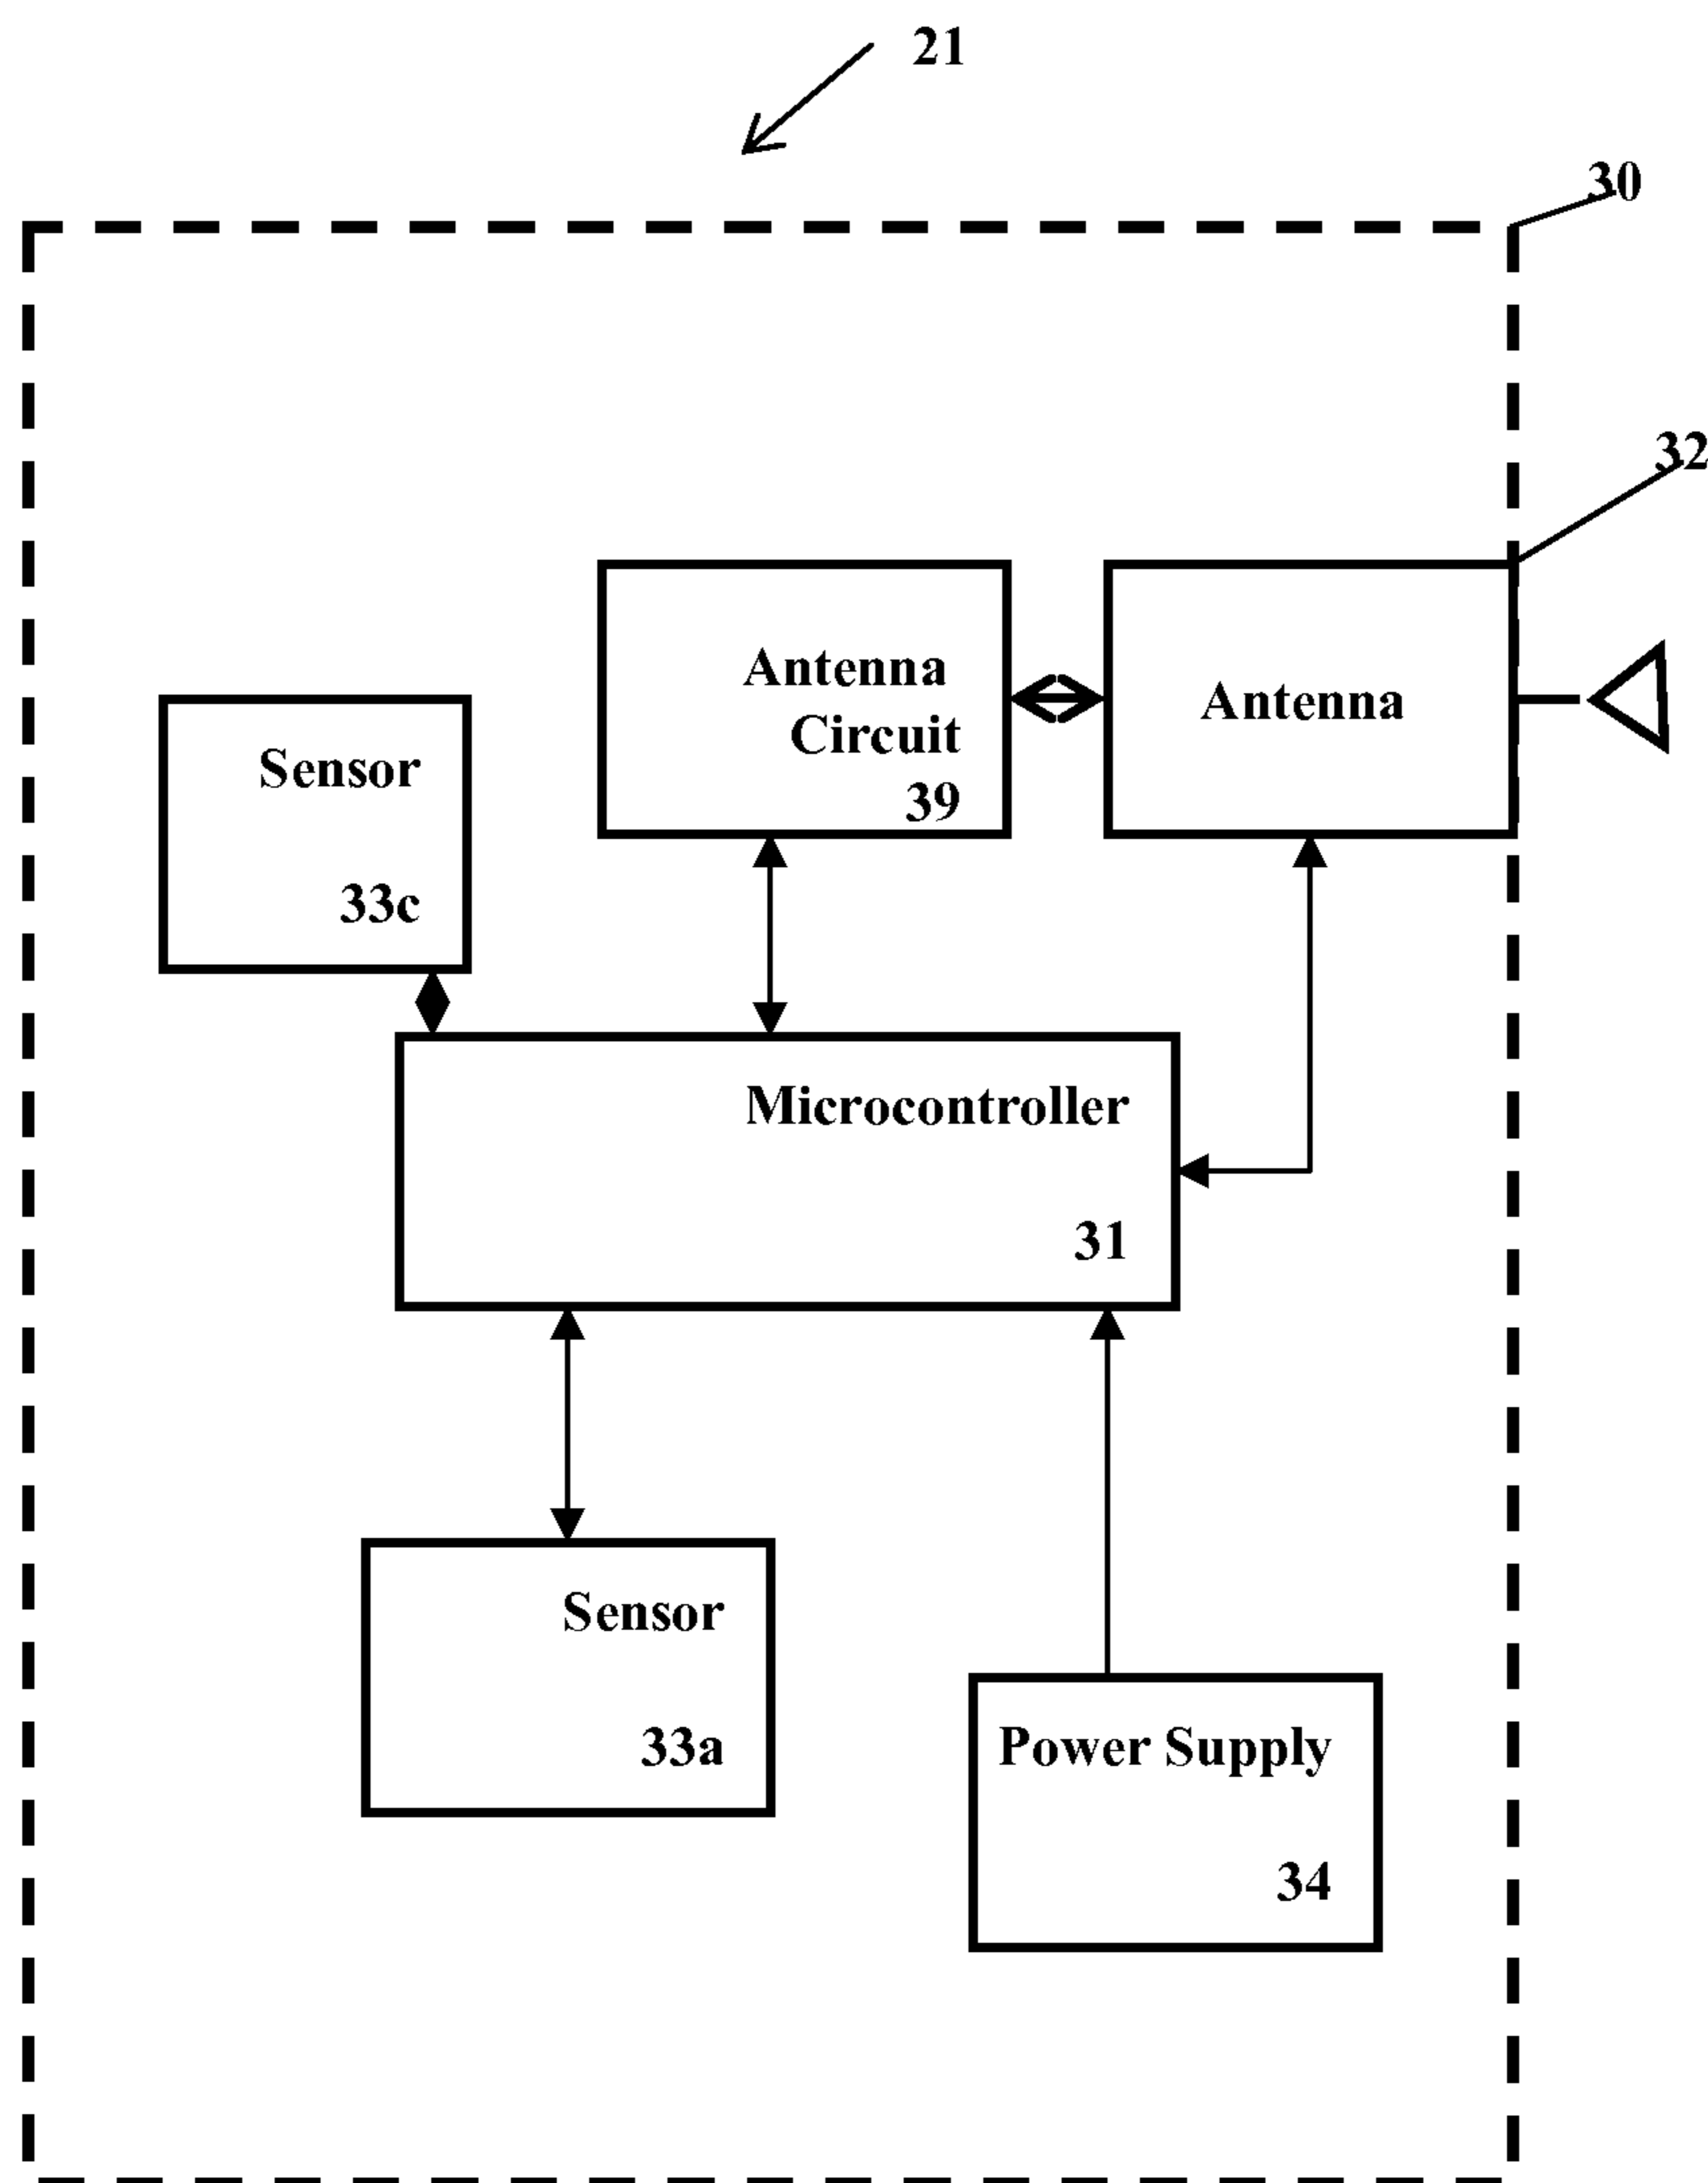 21
30
32
Antenna
Circuit
39
Antenna
Sensor
33c
Microcontroller
31
Sensor
33a
Power Supply
34